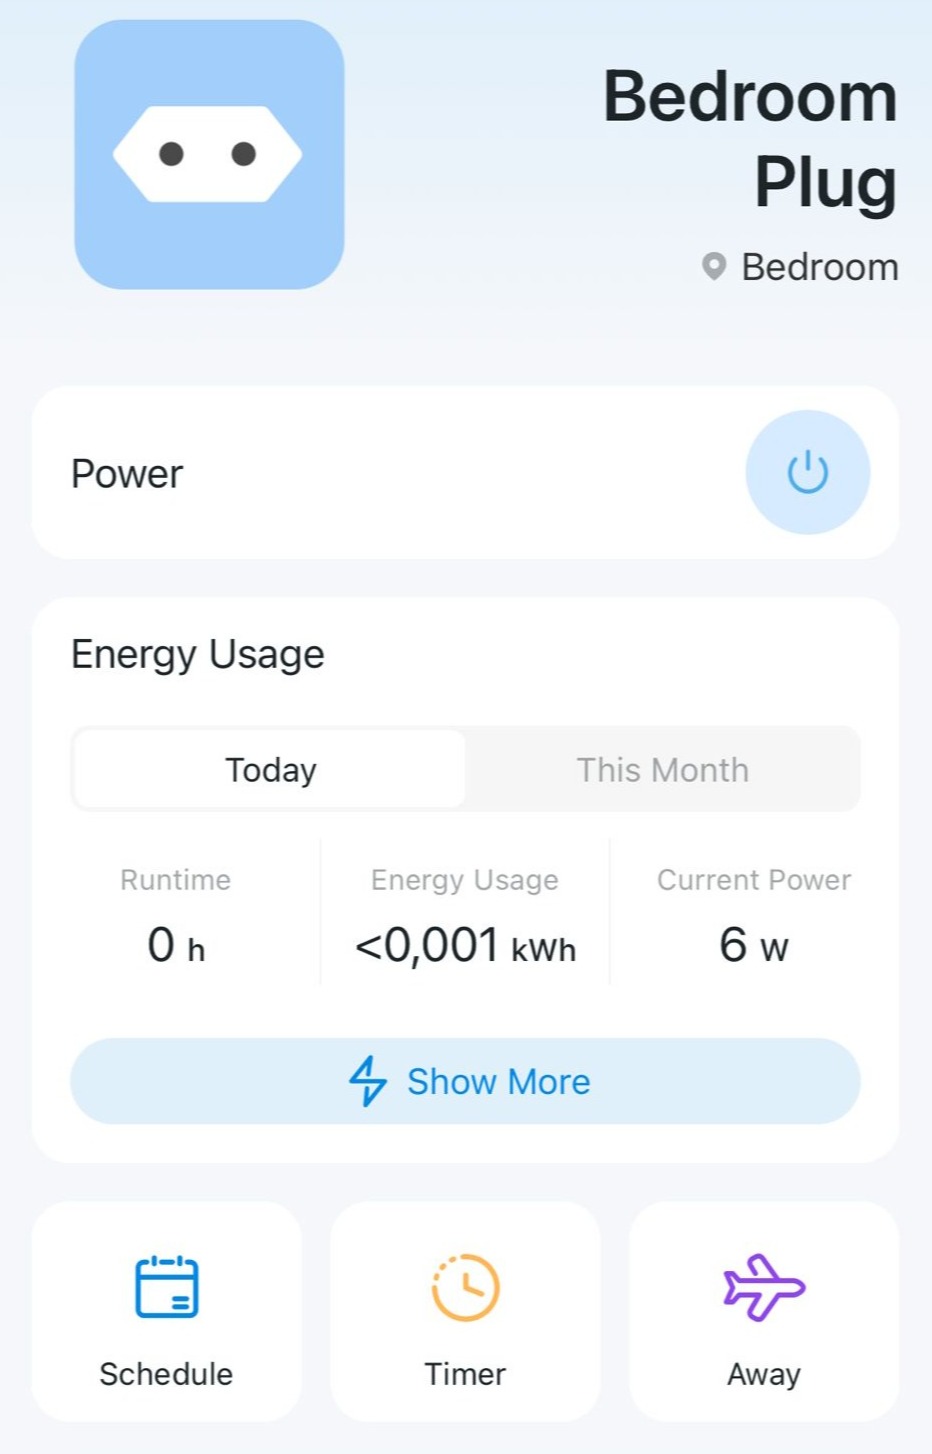 Bedroom
Plug
Bedroom
Power
Energy Usage
Today
This Month
Runtime
Energy Usage
Current Power
0 h
<0,001 kWh
6 W
Show More
Schedule
Timer
Away